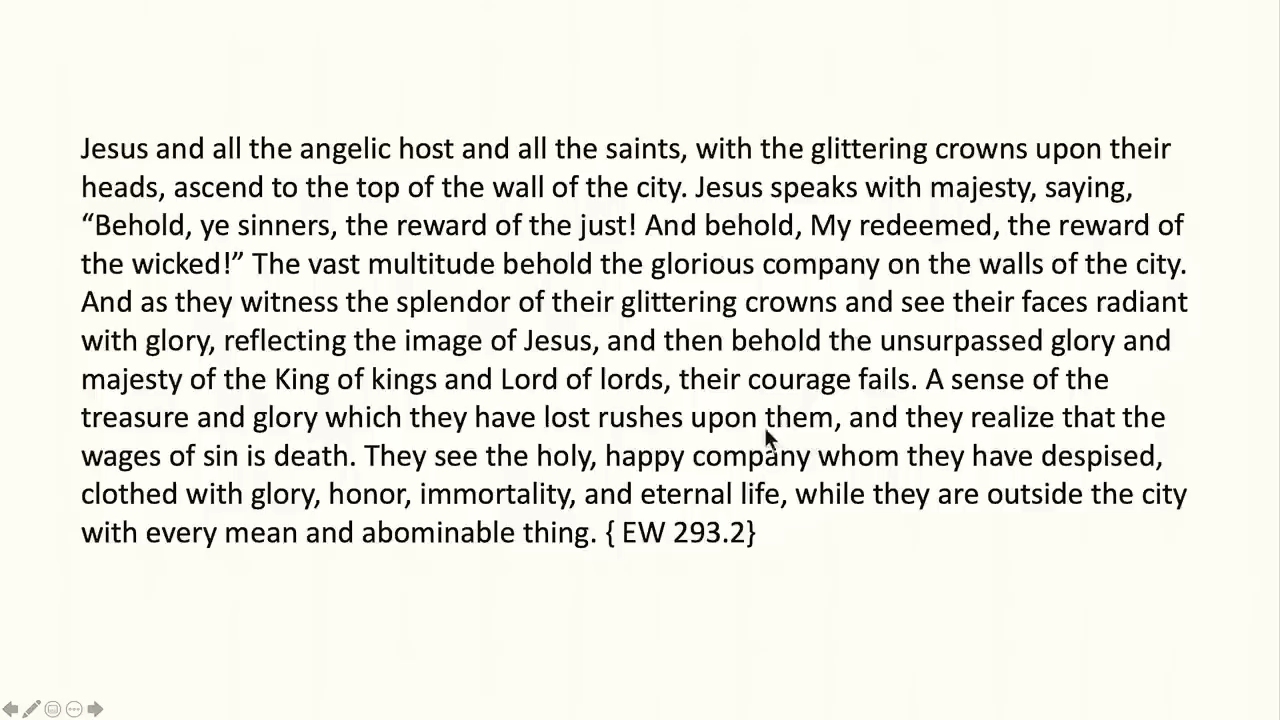 Jesus and all the angelic host and all the saints, with the glittering crowns upon their
heads, ascend to the top of the wall of the city. Jesus speaks with majesty, saying,
“Behold, ye sinners, the reward of the just! And behold, My redeemed, the reward of
the wicked!” The vast multitude behold the glorious company on the walls of the city.
And as they witness the splendor of their glittering crowns and see their faces radiant
with glory, reflecting the image of Jesus, and then behold the unsurpassed glory and
majesty of the King of kings and Lord of lords, their courage fails. A sense of the
treasure and glory which they have lost rushes upon them, and they realize that the
wages of sin is death. They see the holy, happy company whom they have despised,
clothed with glory, honor, immortality, and eternal life, while they are outside the city
with every mean and abominable thing. { EW 293.2}